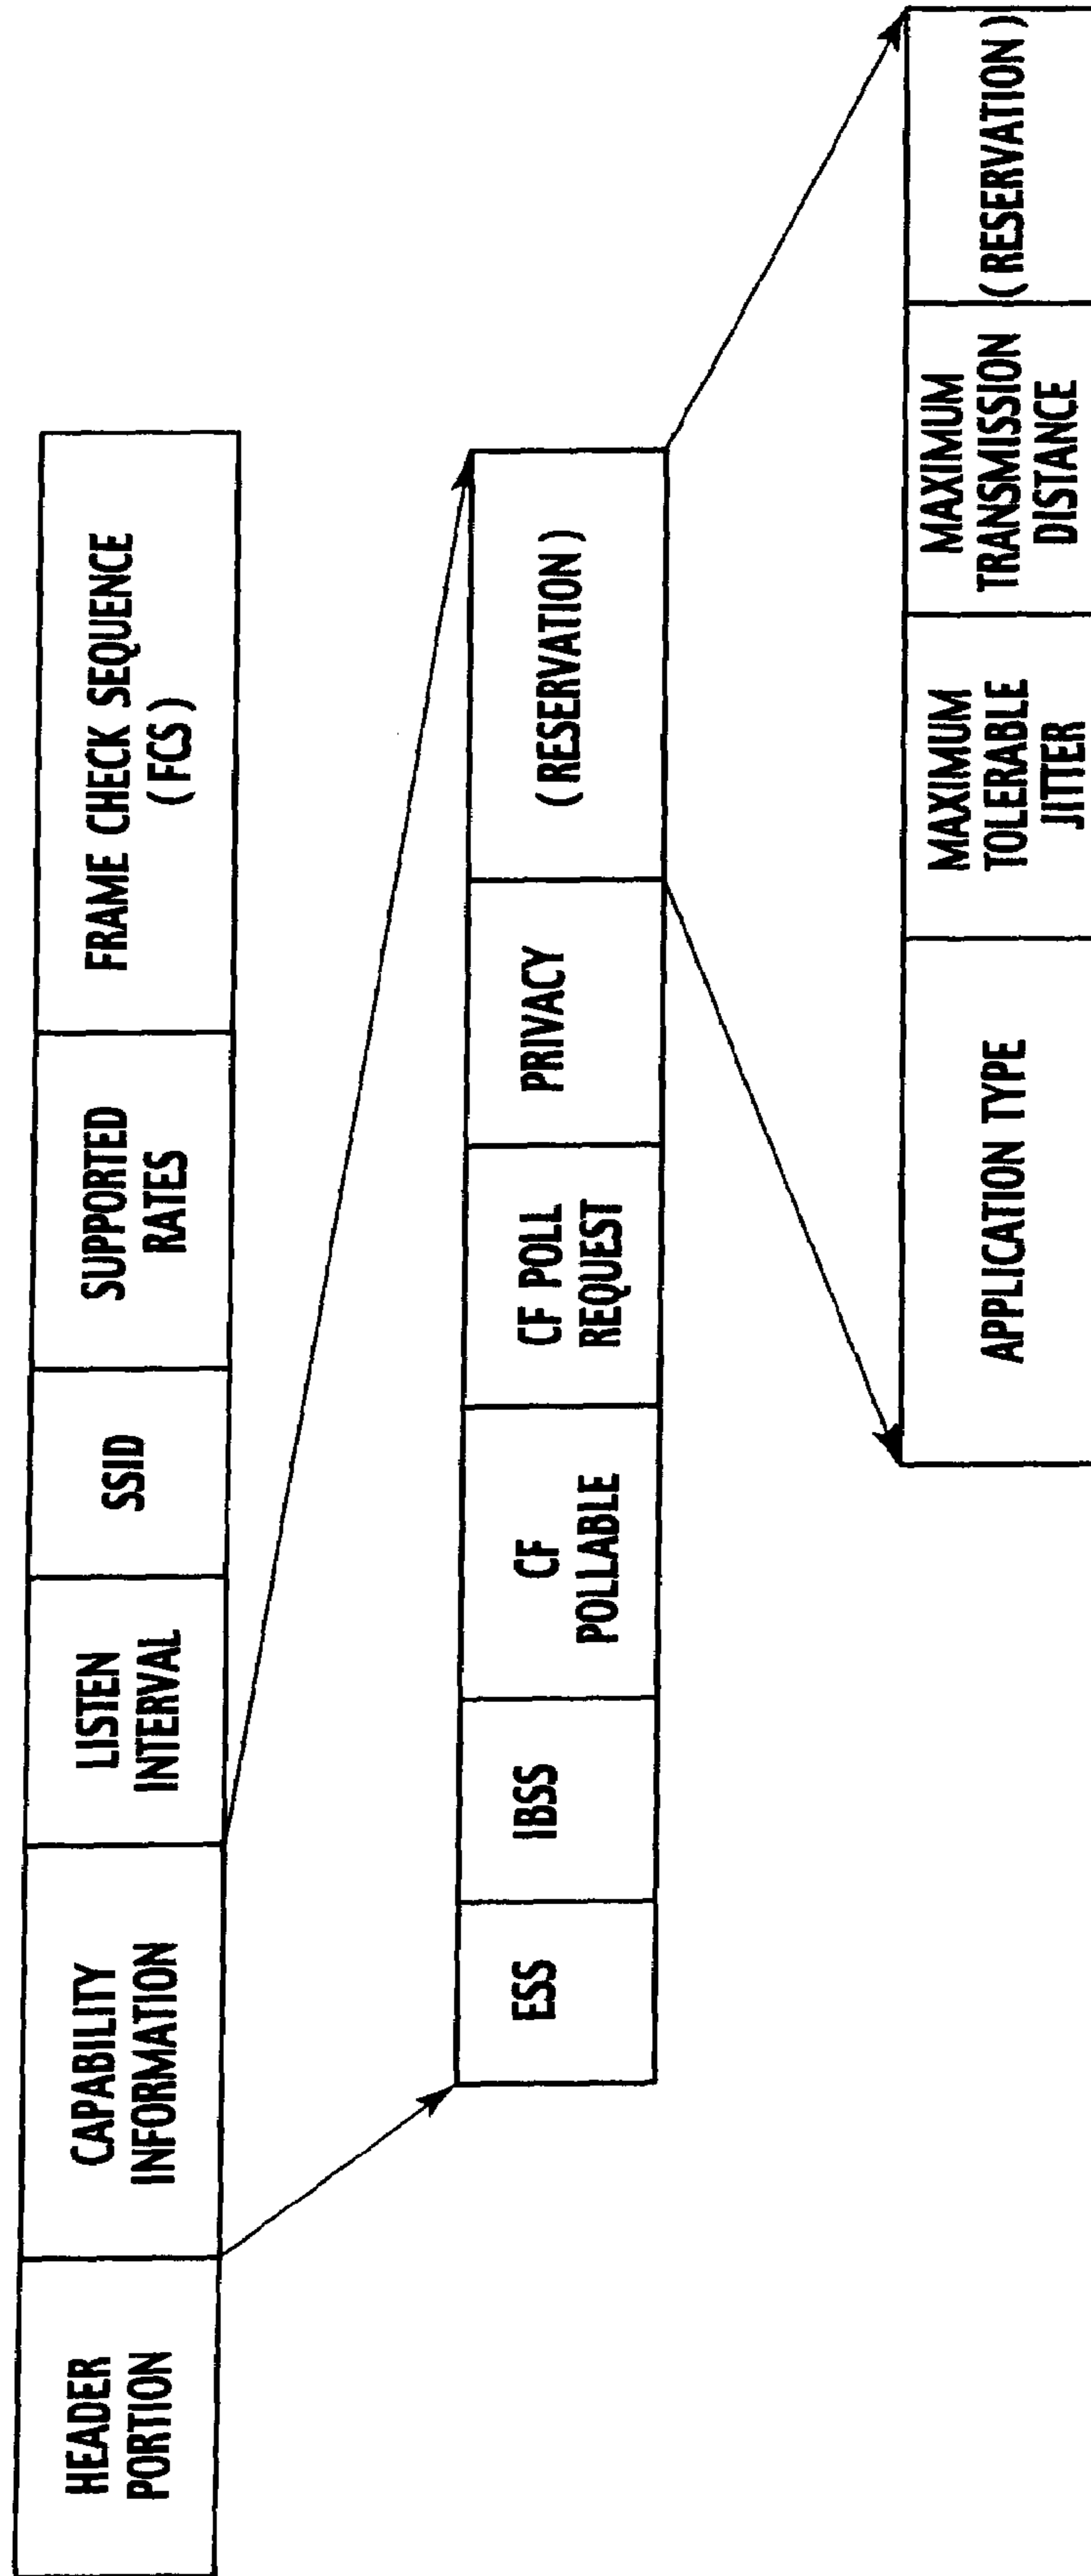 HEADER
PORTION
CAPABILITY
INFORMATION
LISTEN
INTERVAL
SSID
SUPPORTED
RATES
FRAME CHECK SEQUENCE
(FCS)
ESS
IBSS
CF
POLLABLE
CF POLL
REQUEST
PRIVACY
(RESERVATION)
APPLICATION TYPE
MAXIMUM
TOLERABLE
JITTER
MAXIMUM
TRANSMISSION
DISTANCE
(RESERVATION)